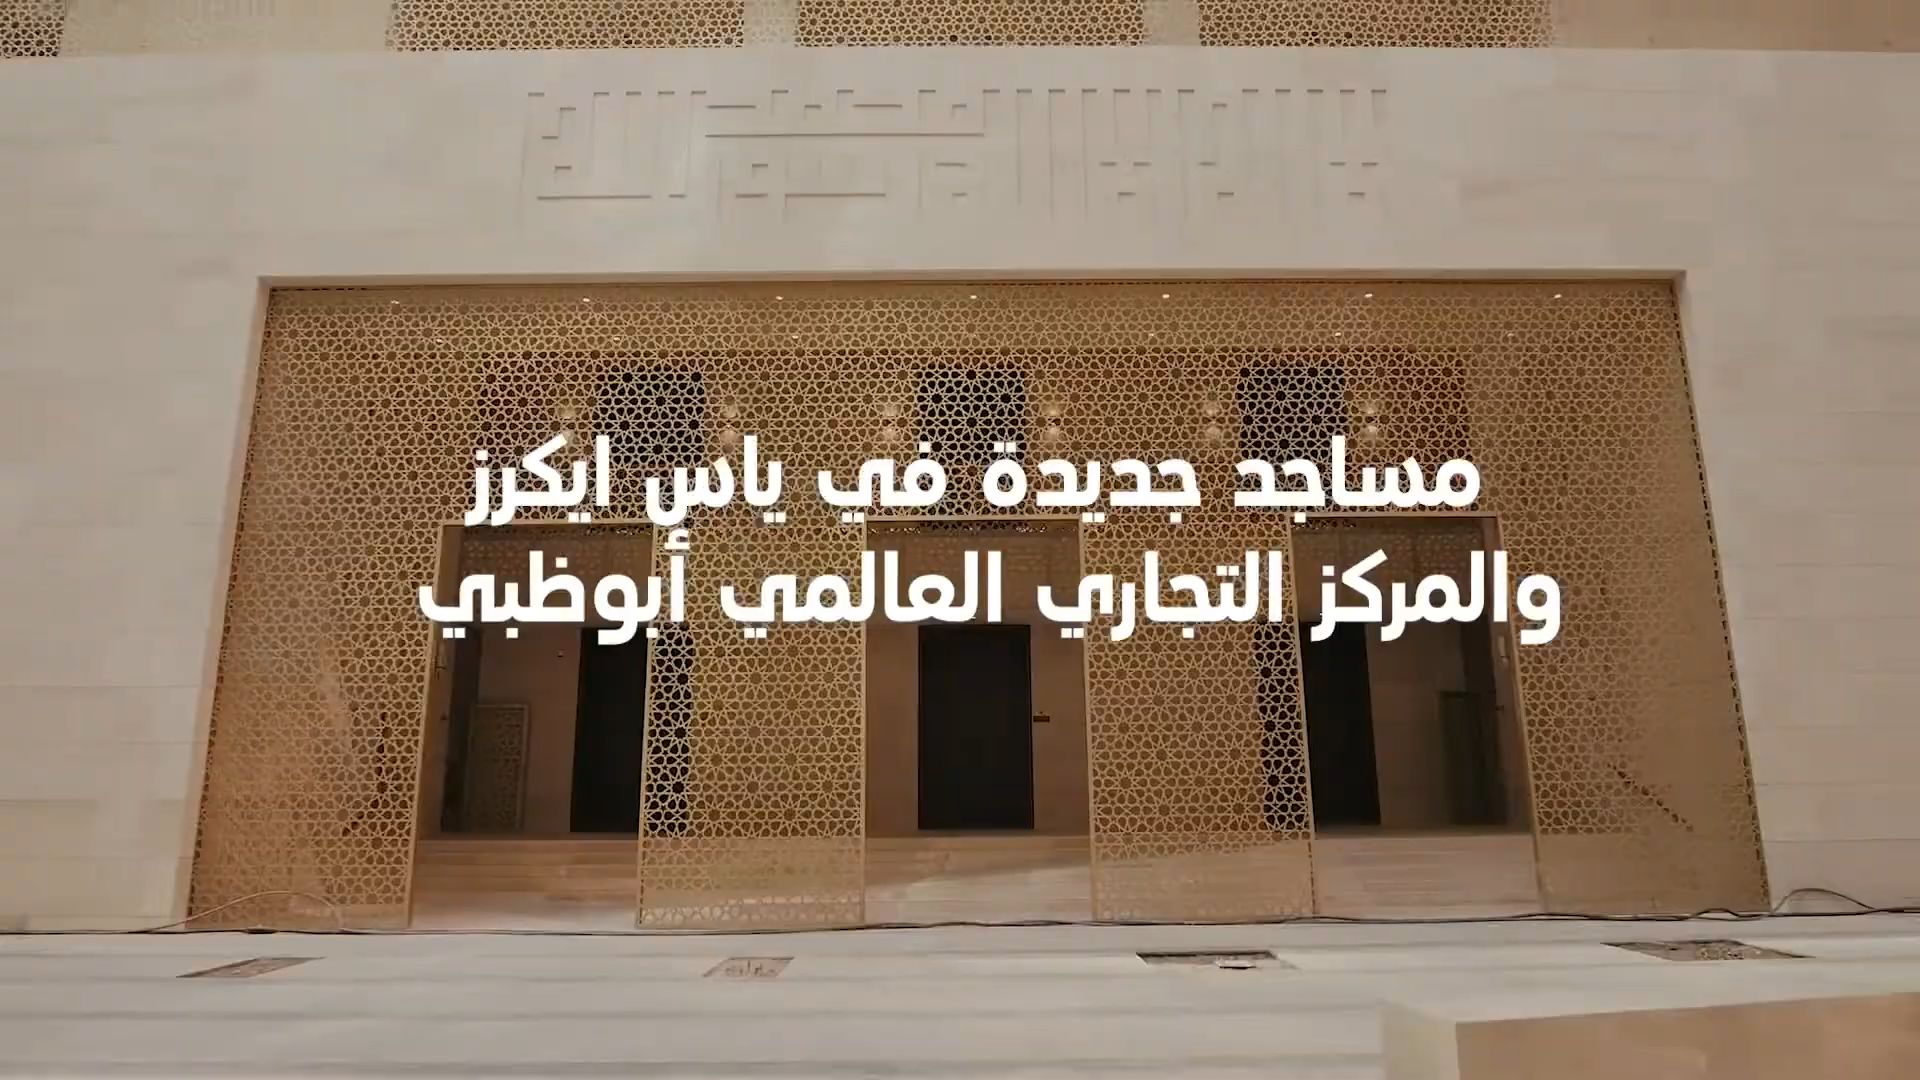 مساجد جديدة في ياس ايكرز
والمركز التجاري العالمي أبوظبي